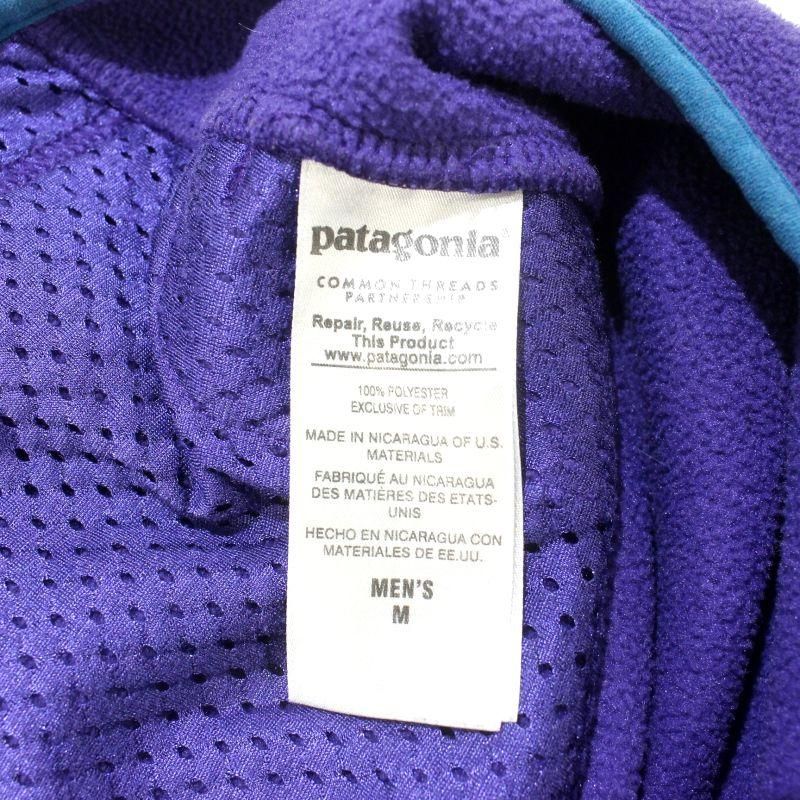 patagonia®
COMMON THREADS
PARTNERSHIP
Repair, Reuse, Recycle
This Product
www.patagonia.com
100% POLYESTER
EXCLUSIVE OF TRIM
MADE IN NICARAGUA OF U.S.
MATERIALS
FABRIQUÉ AU NICARAGUA
DES MATIÈRES DES ETATS-
UNIS
HECHO EN NICARAGUA CON
MATERIALES DE EE.UU.
MEN'S
M